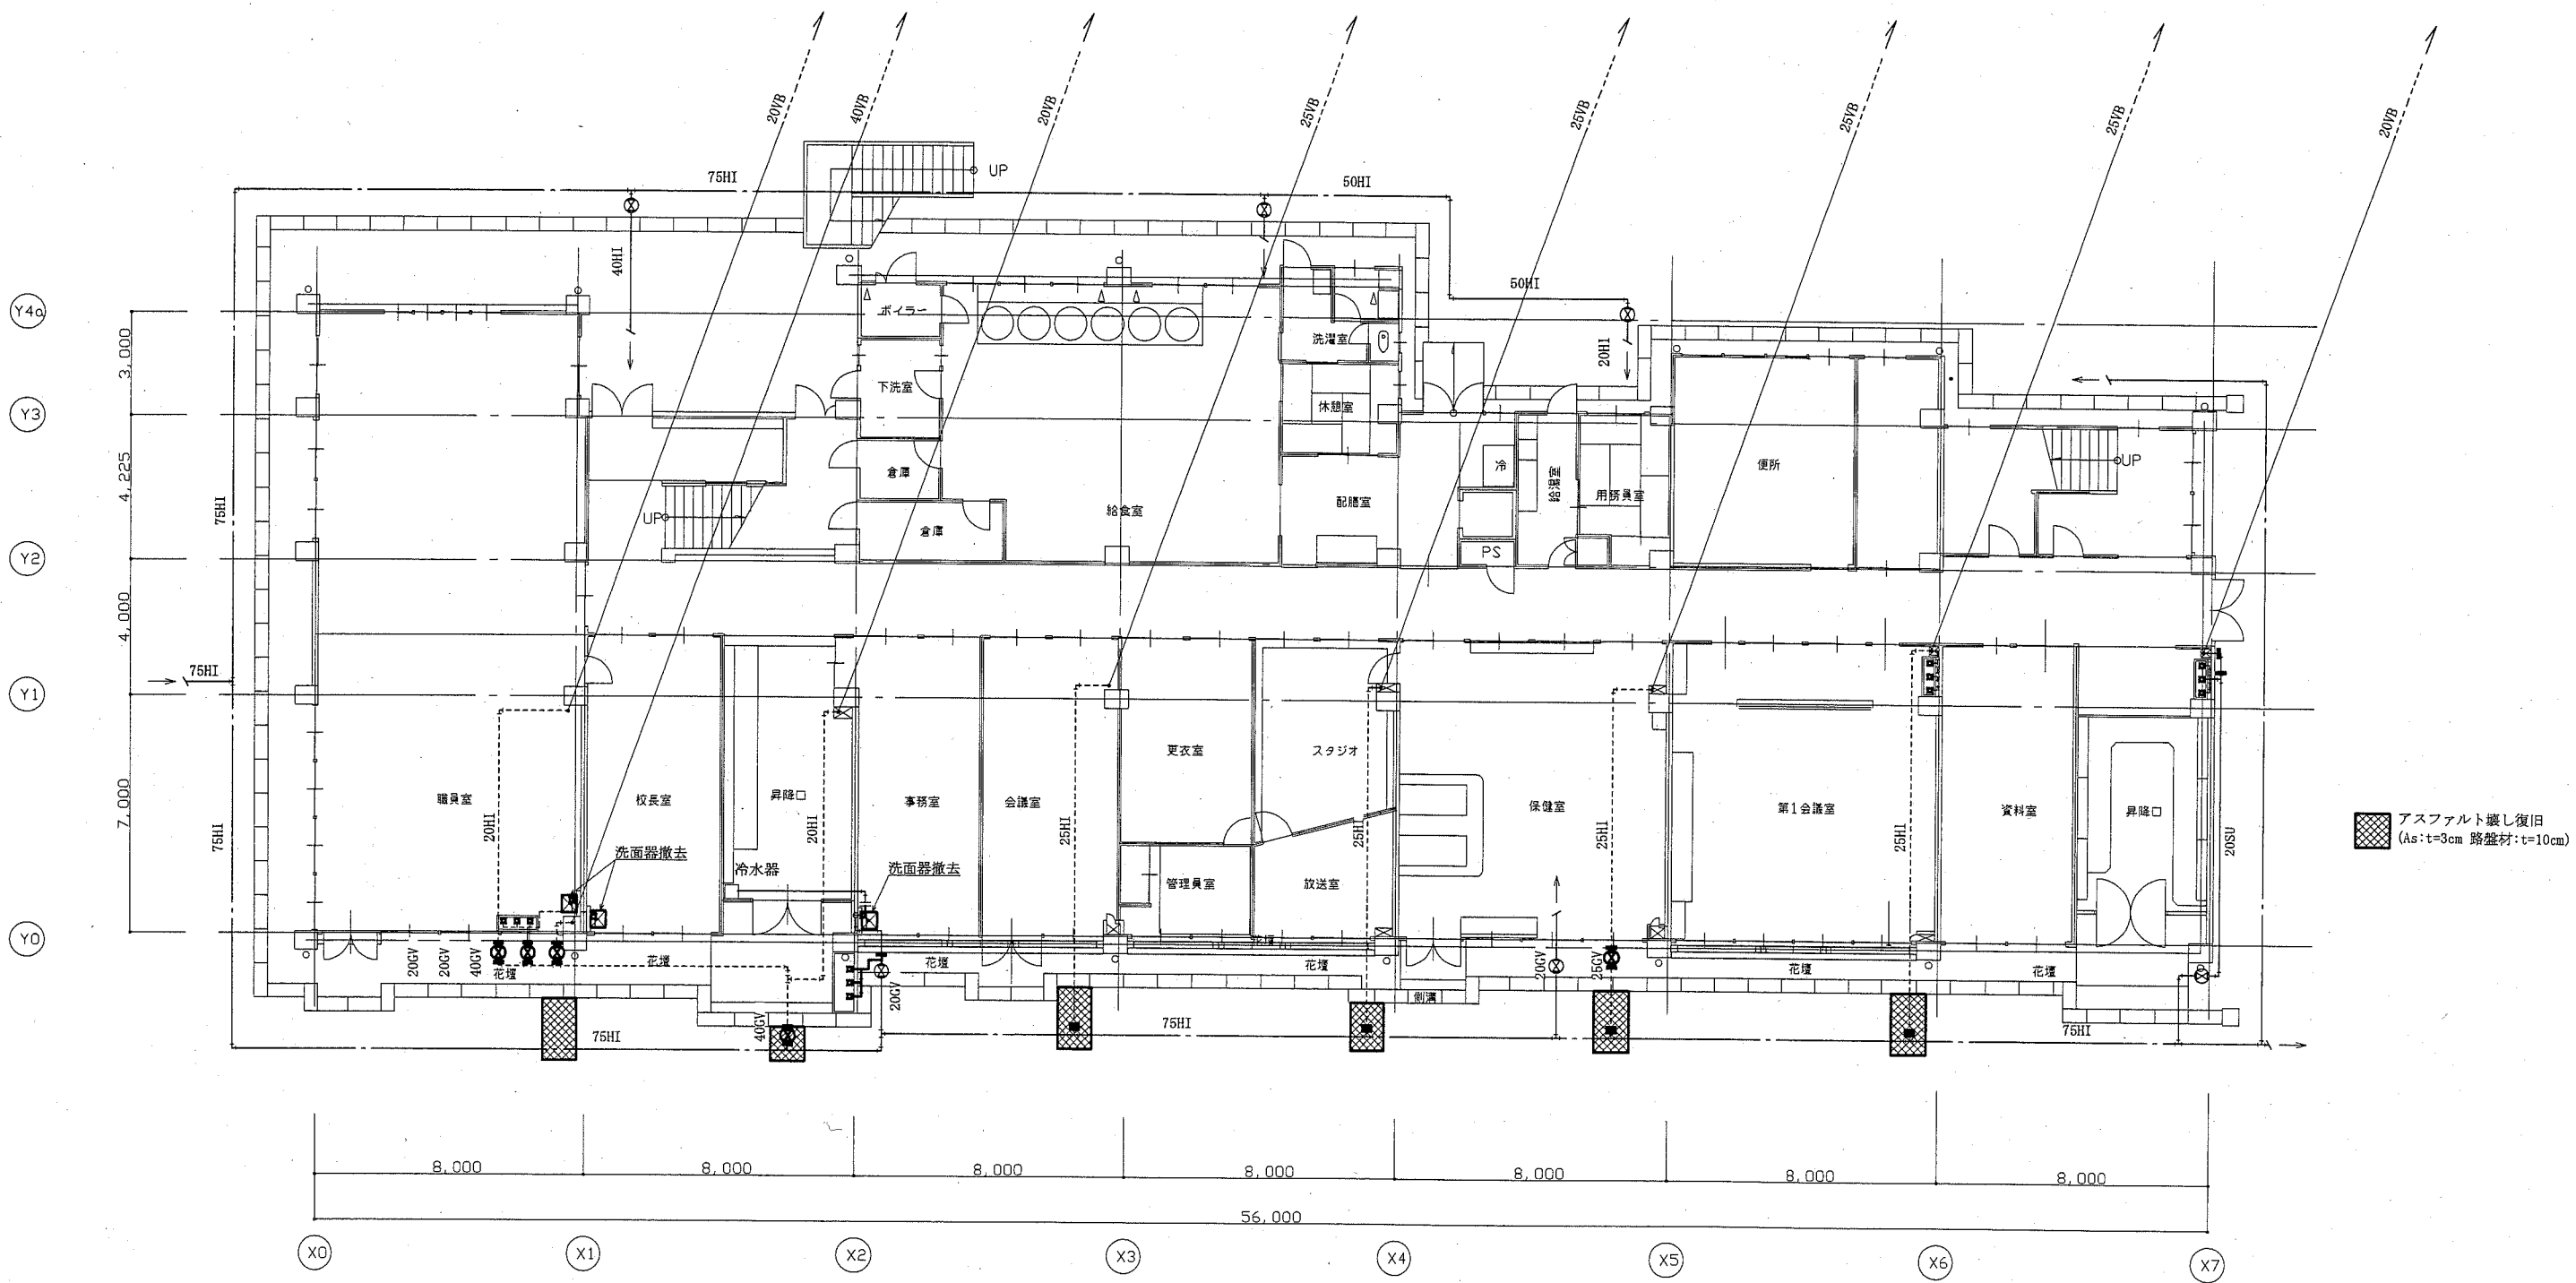 20VB
40VB
20VB
25VB
25VB
25VB
25VB
20VB
75HI
UP
50HI
40HI
50HI
20HI
Y4a
3,000
Y3
4,225
Y2
4,000
Y1
7,000
Y0
ボイラー
下洗室
倉庫
倉庫
給食室
洗濯室
休憩室
配膳室
冷
PS
給湯室
用務員室
便所
UP
UP
75HI
75HI
75HI
職員室
20HI
校長室
昇降口
20HI
冷水器
洗面器撤去
事務室
洗面器撤去
会議室
25HI
更衣室
管理員室
スタジオ
放送室
25HI
保健室
25HI
第1会議室
25HI
資料室
昇降口
20SU
アスファルト壊し復旧
(As:t=3cm 路盤材:t=10cm)
20GV
20GV
40GV
花壇
花壇
花壇
花壇
花壇
花壇
20GV
20GV
25GV
側溝
40GV
75HI
75HI
75HI
8,000
8,000
8,000
8,000
8,000
8,000
8,000
56,000
X0
X1
X2
X3
X4
X5
X6
X7